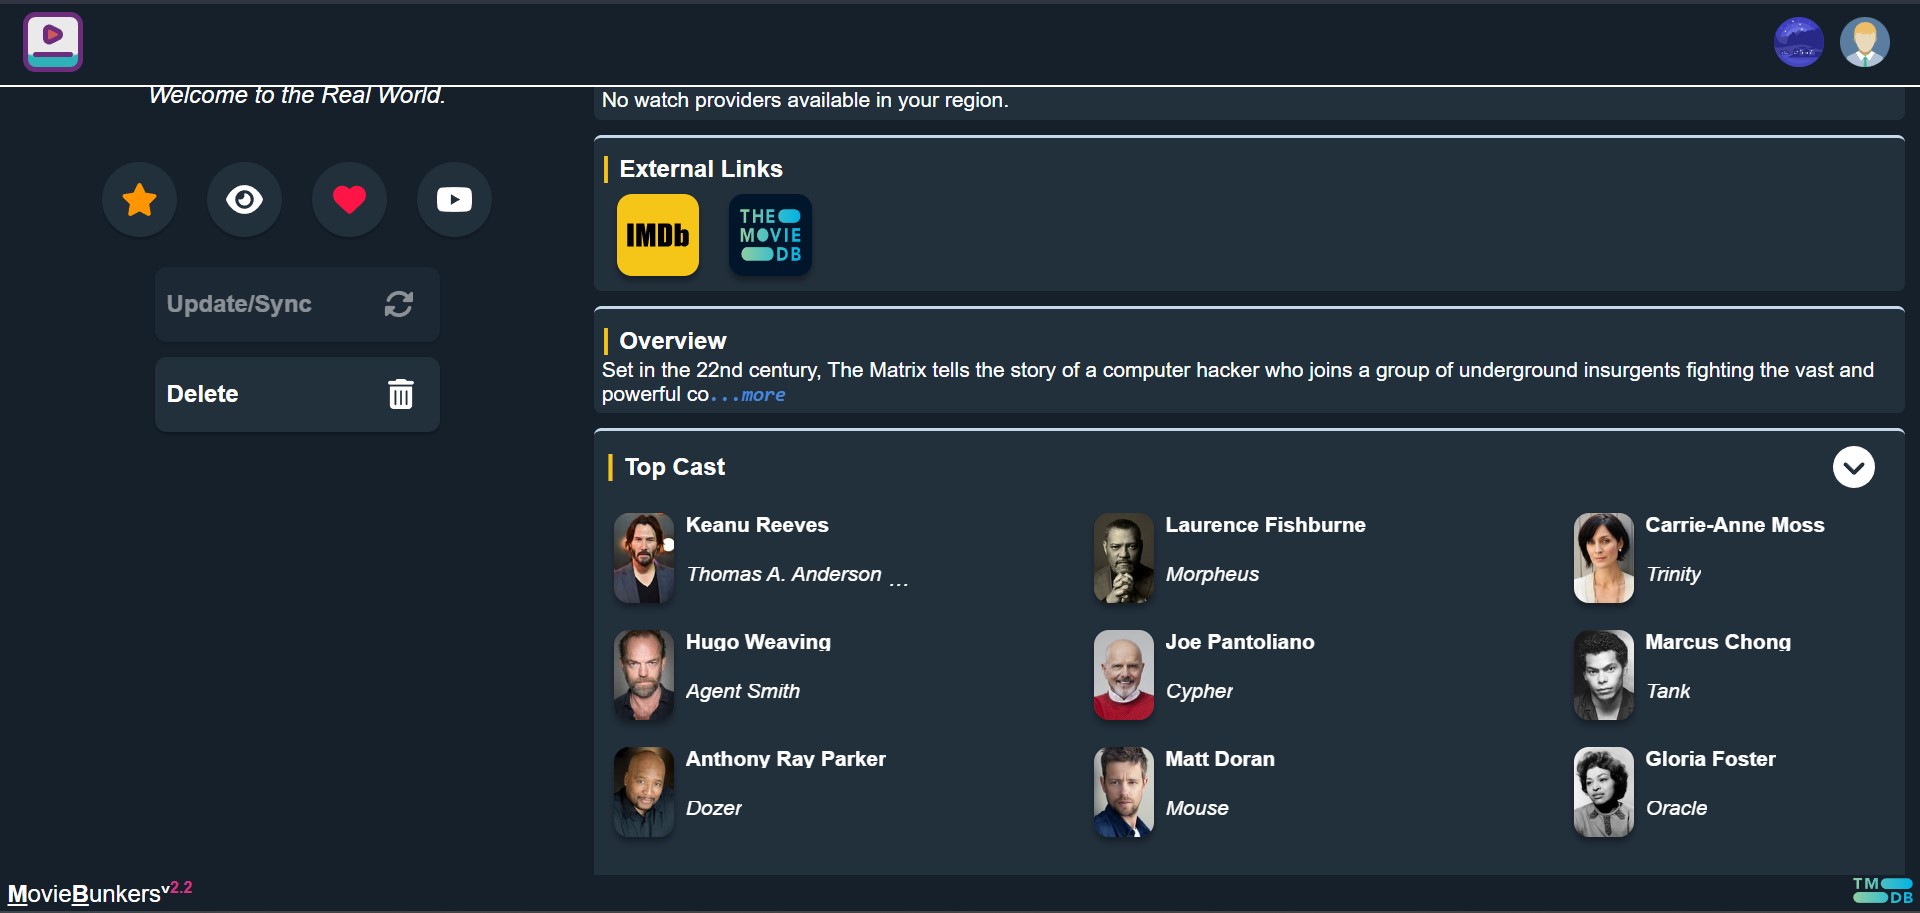 Welcome to the Real World.
No watch providers available in your region.
External Links
IMDb
THE
MOVIE
DB
Update/Sync
Delete
Overview
Set in the 22nd century, The Matrix tells the story of a computer hacker who joins a group of underground insurgents fighting the vast and
powerful co...more
Top Cast
Keanu Reeves
Thomas A. Anderson ...
Laurence Fishburne
Morpheus
Carrie-Anne Moss
Trinity
Hugo Weaving
Agent Smith
Joe Pantoliano
Cypher
Marcus Chong
Tank
Anthony Ray Parker
Dozer
Matt Doran
Mouse
Gloria Foster
Oracle
MovieBunkersv2.2
TM
DB